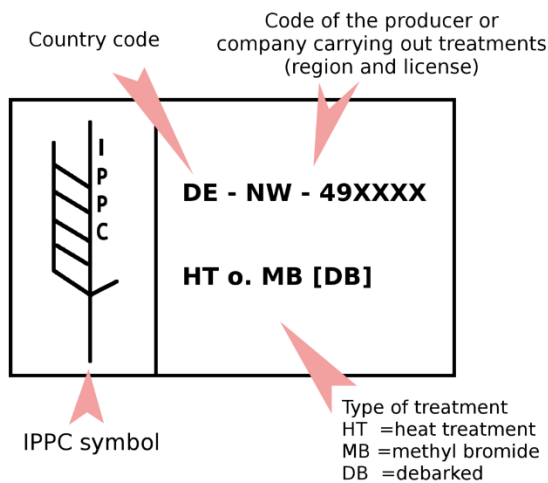 Country code
Code of the producer or
company carrying out treatments
(region and license)
I
P
P
C
DE - NW - 49XXXX
HT o. MB [DB]
IPPC symbol
Type of treatment
HT =heat treatment
MB =methyl bromide
DB =debarked